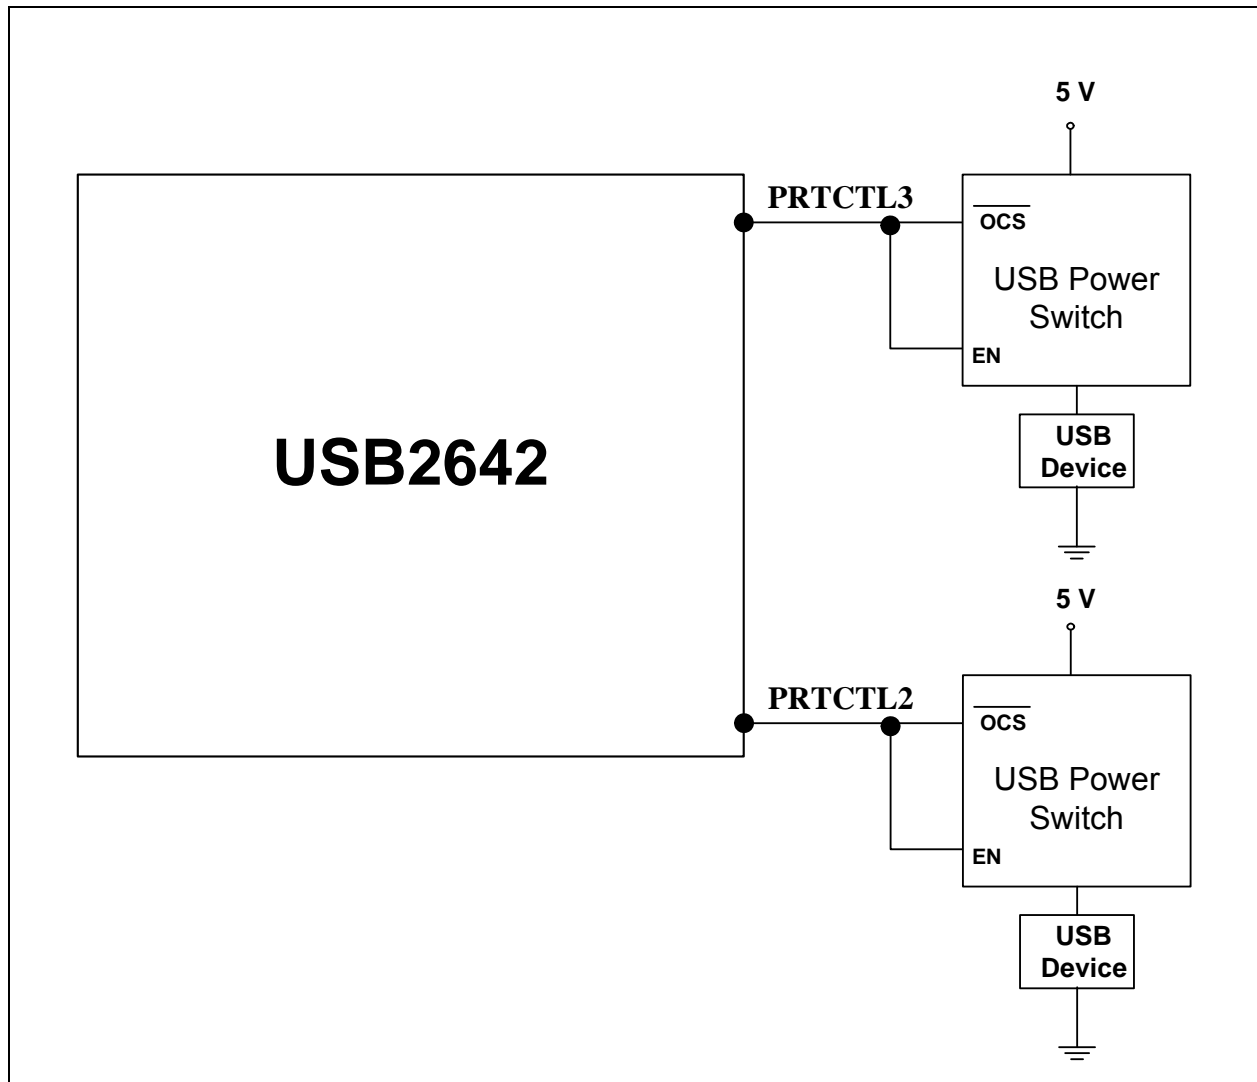 5 V
PRTCTL3
OCS
USB Power
Switch
EN
USB
Device
USB2642
5 V
PRTCTL2
OCS
USB Power
Switch
EN
USB
Device